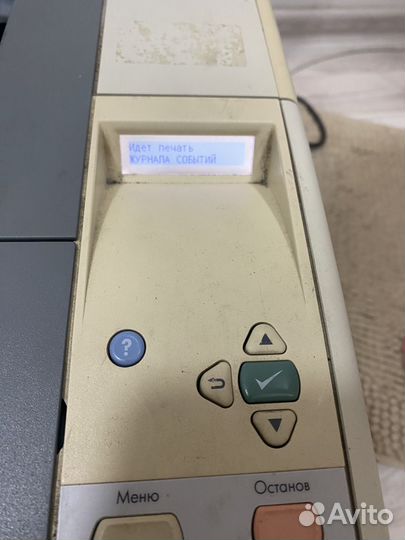 Идет печать
ЖУРНАЛА СОБЫТИЙ
?
Меню
Останов
Avito